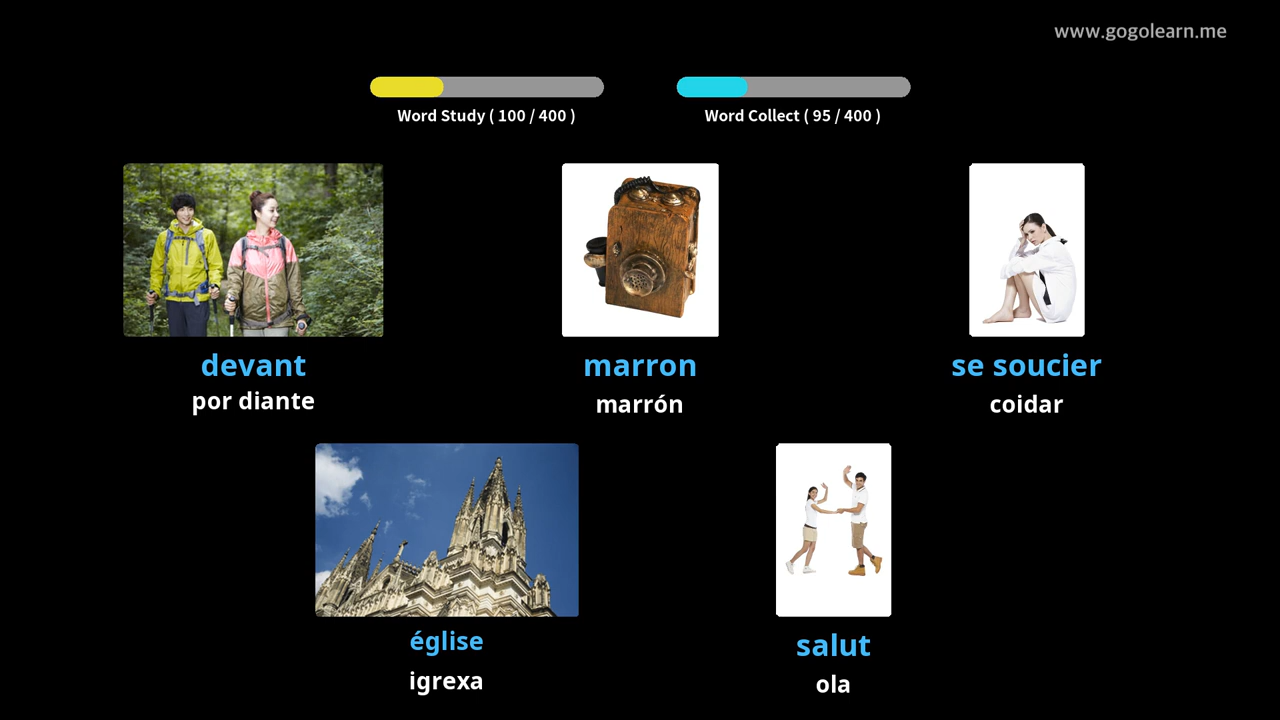 www.gogolearn.me
Word Study ( 100 / 400 )
Word Collect ( 95 / 400 )
devant
por diante
marron
marrón
se soucier
coidar
église
igrexa
salut
ola